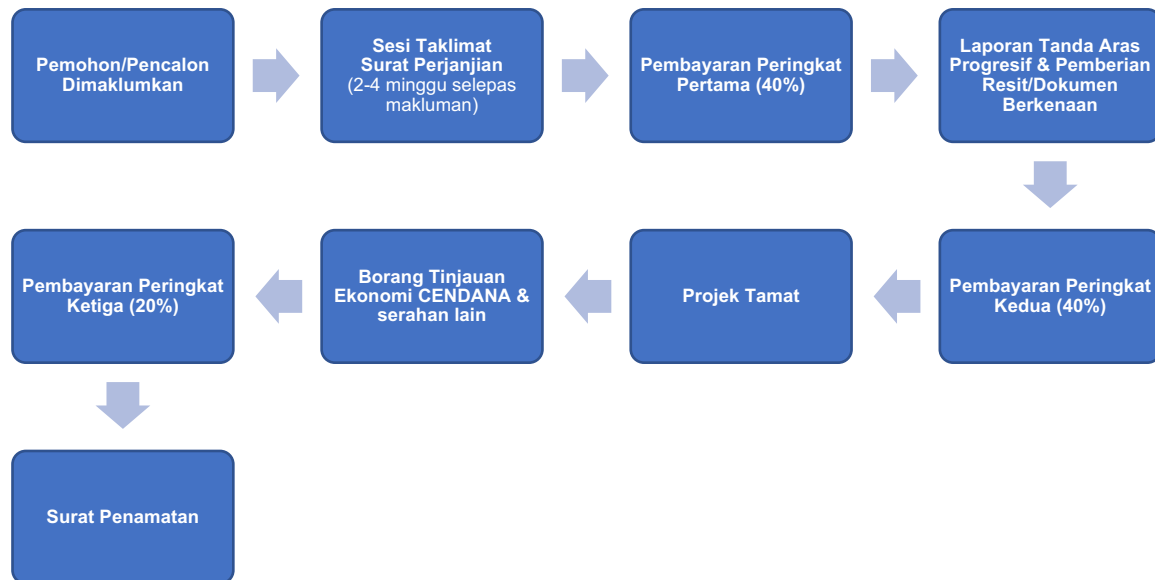 Pemohon/Pencalon
Dimaklumkan
Sesi Taklimat
Surat Perjanjian
(2-4 minggu selepas
makluman)
Pembayaran Peringkat
Pertama (40%)
Laporan Tanda Aras
Progresif & Pemberian
Resit/Dokumen
Berkenaan
Pembayaran Peringkat
Kedua (40%)
Projek Tamat
Borang Tinjauan
Ekonomi CENDANA &
serahan lain
Pembayaran Peringkat
Ketiga (20%)
Surat Penamatan